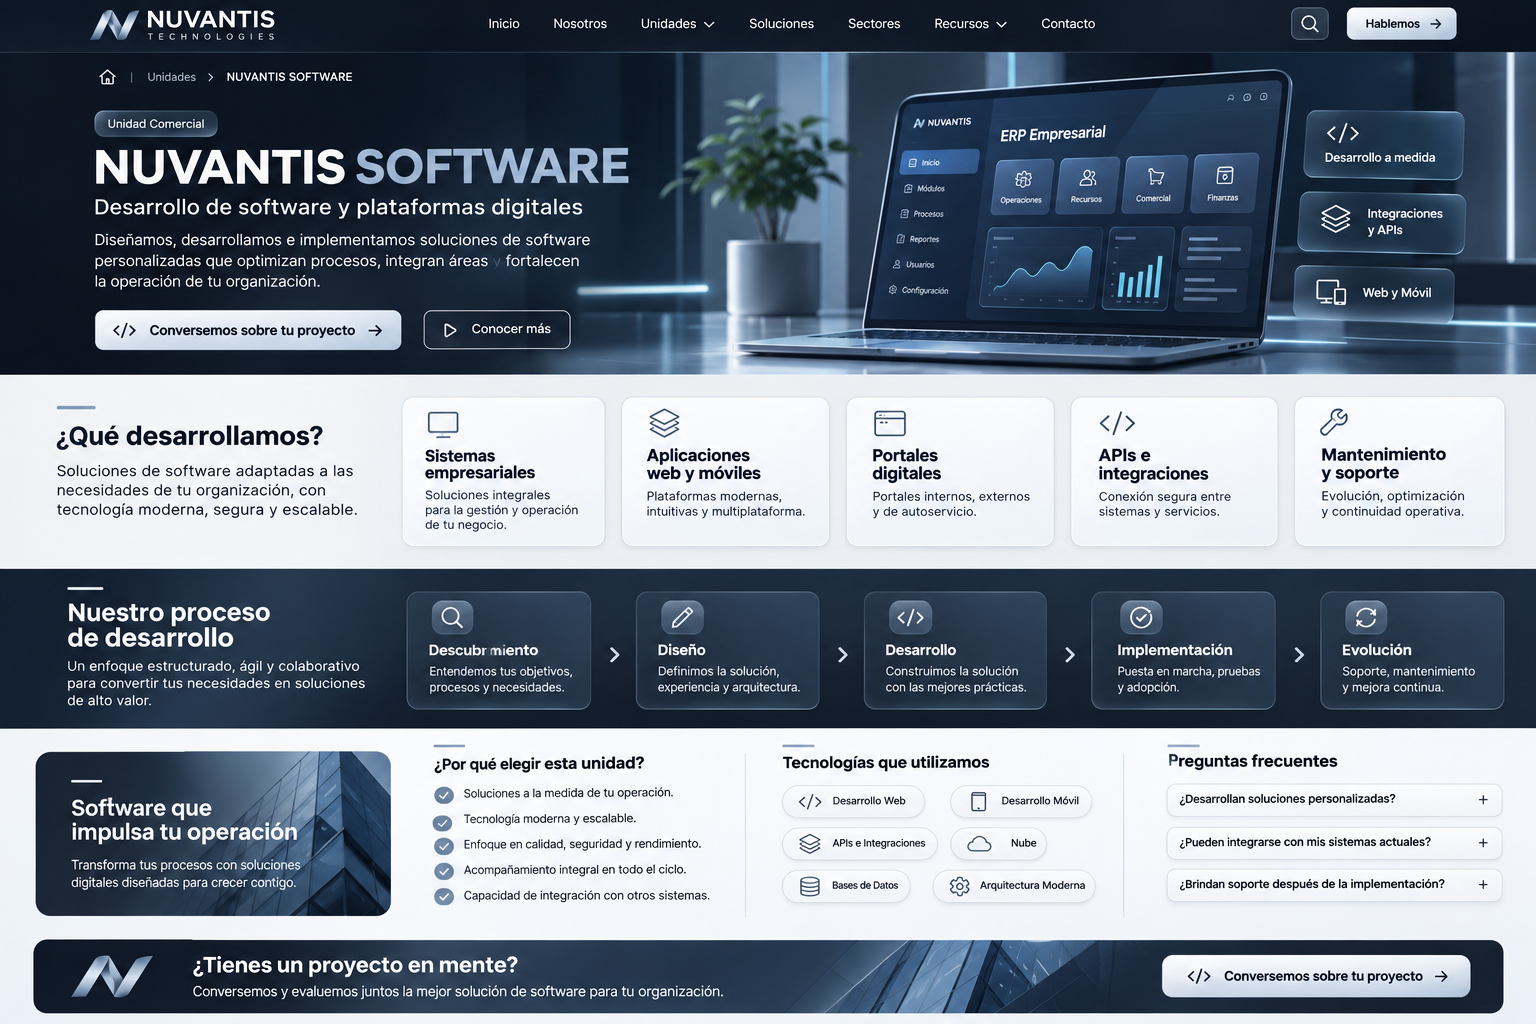 NUVANTIS
TECHNOLOGIES
Inicio
Nosotros
Unidades
Soluciones
Sectores
Recursos
Contacto
Hablemos
Unidades
NUVANTIS SOFTWARE
Unidad Comercial
NUVANTIS SOFTWARE
Desarrollo de software y plataformas digitales
Diseñamos, desarrollamos e implementamos soluciones de software
personalizadas que optimizan procesos, integran áreas y fortalecen
la operación de tu organización.
Conversemos sobre tu proyecto
Conocer más
NUVANTIS
ERP Empresarial
Inicio
Módulos
Procesos
Reportes
Usuarios
Configuración
Operaciones
Recursos
Comercial
Finanzas
Desarrollo a medida
Integraciones
y APIs
Web y Móvil
¿Qué desarrollamos?
Soluciones de software adaptadas a las
necesidades de tu organización, con
tecnología moderna, segura y escalable.
Sistemas
empresariales
Soluciones integrales
para la gestión y operación
de tu negocio.
Aplicaciones
web y móviles
Plataformas modernas,
intuitivas y multiplataforma.
Portales
digitales
Portales internos, externos
y de autoservicio.
APIs e
integraciones
Conexión segura entre
sistemas y servicios.
Mantenimiento
y soporte
Evolución, optimización
y continuidad operativa.
Nuestro proceso
de desarrollo
Un enfoque estructurado, ágil y colaborativo
para convertir tus necesidades en soluciones
de alto valor.
Descubrimiento
Entendemos tus objetivos,
procesos y necesidades.
Diseño
Definimos la solución,
experiencia y arquitectura.
Desarrollo
Construimos la solución
con las mejores prácticas.
Implementación
Puesta en marcha, pruebas
y adopción.
Evolución
Soporte, mantenimiento
y mejora continua.
Software que
impulsa tu operación
Transforma tus procesos con soluciones
digitales diseñadas para crecer contigo.
¿Por qué elegir esta unidad?
Soluciones a la medida de tu operación.
Tecnología moderna y escalable.
Enfoque en calidad, seguridad y rendimiento.
Acompañamiento integral en todo el ciclo.
Capacidad de integración con otros sistemas.
Tecnologías que utilizamos
Desarrollo Web
Desarrollo Móvil
APIs e Integraciones
Nube
Bases de Datos
Arquitectura Moderna
Preguntas frecuentes
¿Desarrollan soluciones personalizadas?
¿Pueden integrarse con mis sistemas actuales?
¿Brindan soporte después de la implementación?
¿Tienes un proyecto en mente?
Conversemos y evaluemos juntos la mejor solución de software para tu organización.
Conversemos sobre tu proyecto